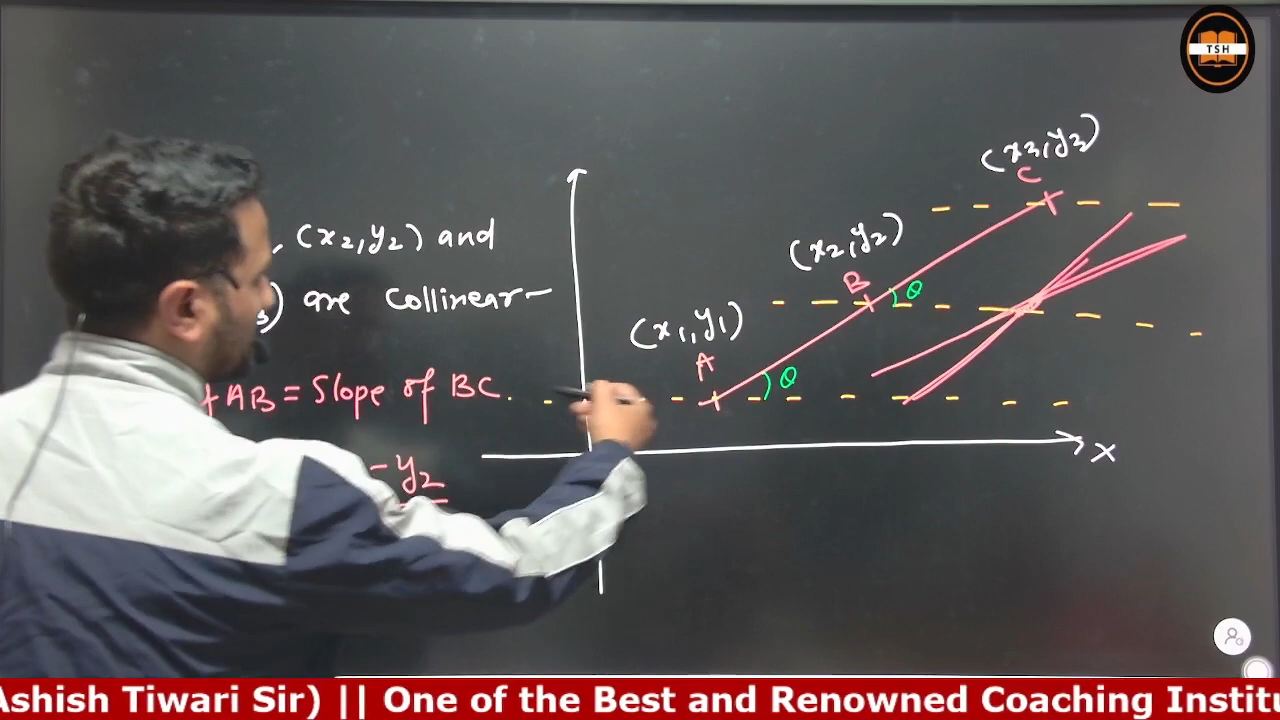 TSH
(x3,y3)
C
, (x2,y2) and
(x2,y2)
B
θ
3) are Collinear-
(x1,y1)
A
θ
AB = Slope of BC.
X
- y2
Ashish Tiwari Sir) || One of the Best and Renowned Coaching Institu